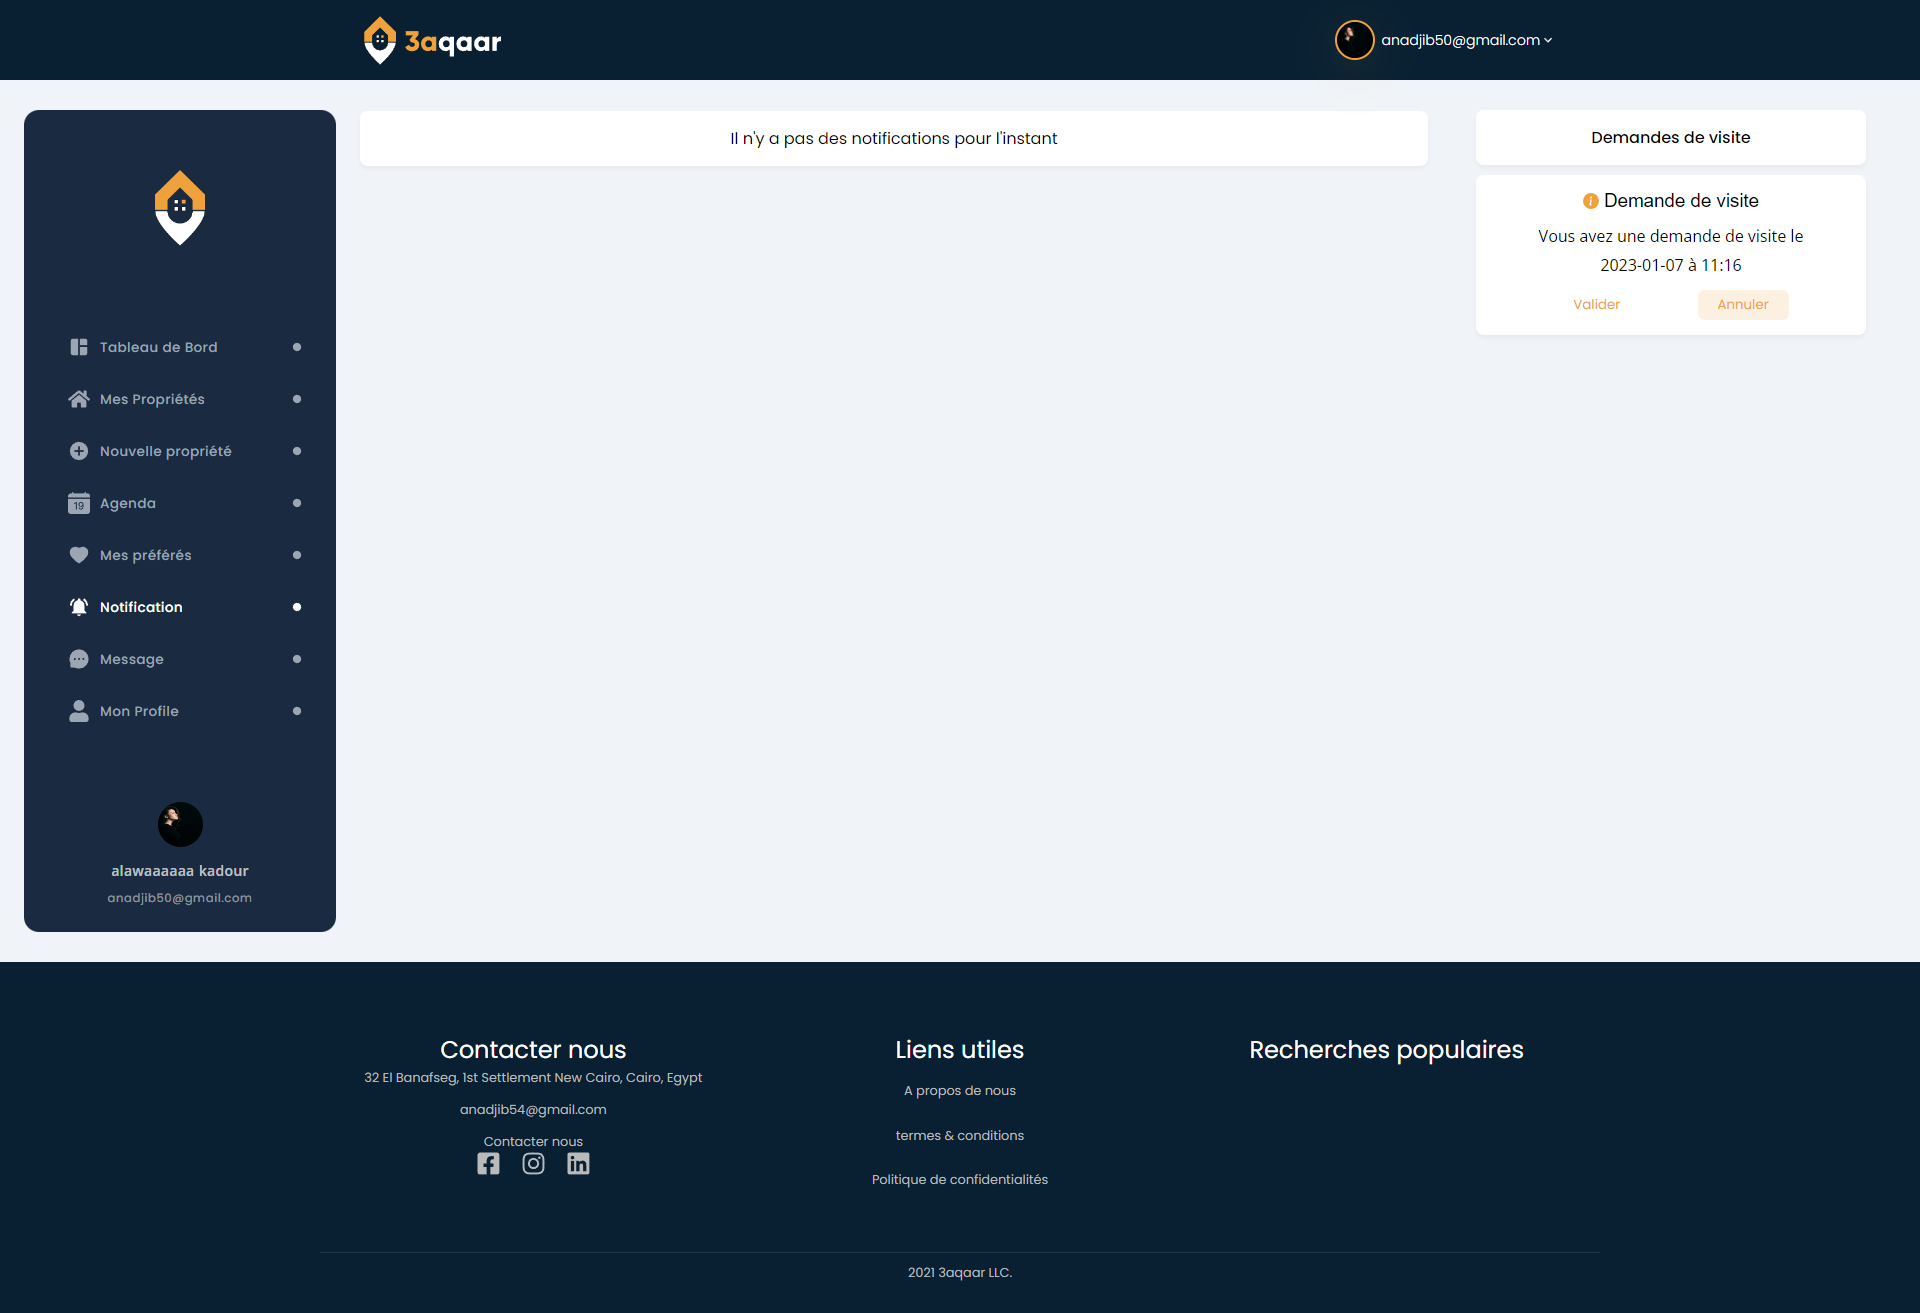 3aqaar
anadjib50@gmail.com
Il n'y a pas des notifications pour l'instant
Demandes de visite
Demande de visite
Vous avez une demande de visite le
2023-01-07 à 11:16
Valider
Annuler
Tableau de Bord
Mes Propriétés
Nouvelle propriété
19
Agenda
Mes préférés
Notification
Message
Mon Profile
alawaaaaaa kadour
anadjib50@gmail.com
Contacter nous
32 El Banafseg, 1st Settlement New Cairo, Cairo, Egypt
anadjib54@gmail.com
Contacter nous
Liens utiles
A propos de nous
termes & conditions
Politique de confidentialités
Recherches populaires
2021 3aqaar LLC.